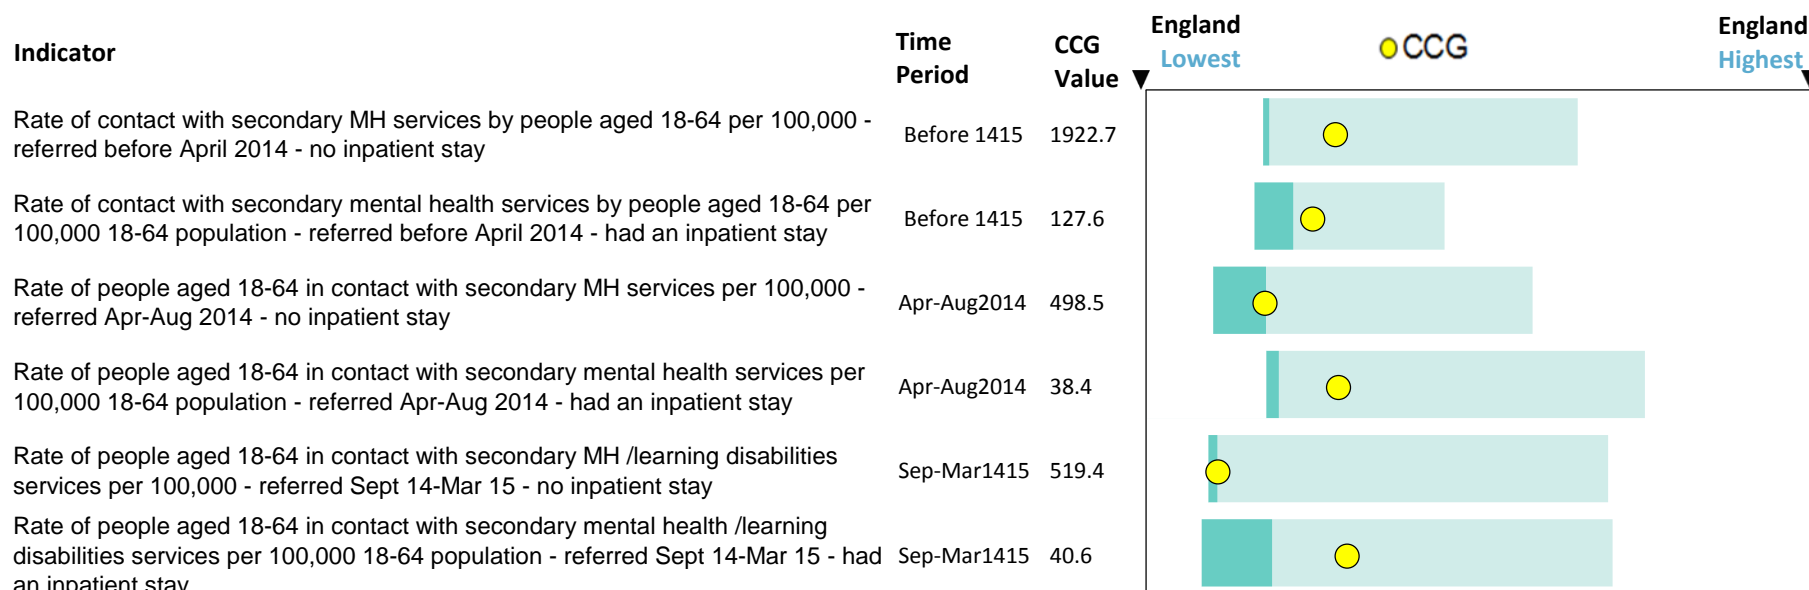 Indicator
Time
Period
CCG
Value
England
Lowest
CCG
England
Highest
Rate of contact with secondary MH services by people aged 18-64 per 100,000 -
referred before April 2014 - no inpatient stay
Before 1415 1922.7
Rate of contact with secondary mental health services by people aged 18-64 per
100,000 18-64 population - referred before April 2014 - had an inpatient stay
Before 1415 127.6
Rate of people aged 18-64 in contact with secondary MH services per 100,000 -
referred Apr-Aug 2014 - no inpatient stay
Apr-Aug2014 498.5
Rate of people aged 18-64 in contact with secondary mental health services per
100,000 18-64 population - referred Apr-Aug 2014 - had an inpatient stay
Apr-Aug2014 38.4
Rate of people aged 18-64 in contact with secondary MH /learning disabilities
services per 100,000 - referred Sept 14-Mar 15 - no inpatient stay
Sep-Mar1415 519.4
Rate of people aged 18-64 in contact with secondary mental health /learning
disabilities services per 100,000 18-64 population - referred Sept 14-Mar 15 - had
an inpatient stay
Sep-Mar1415 40.6